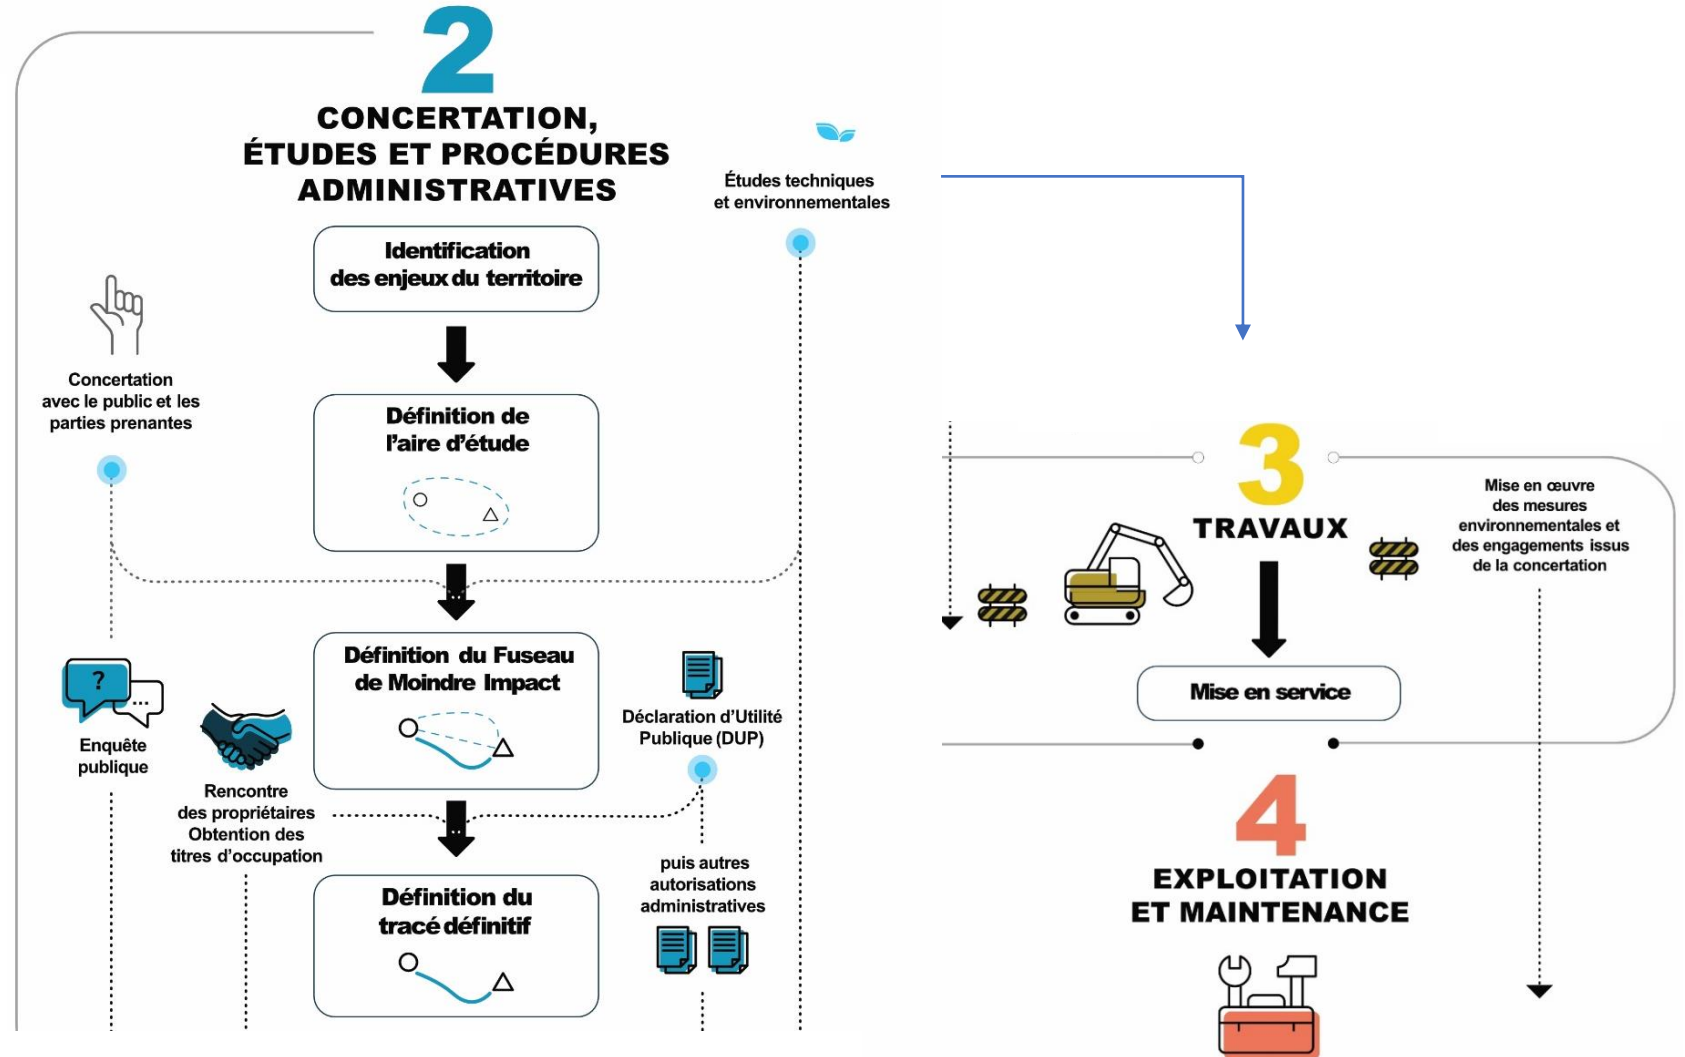 2
CONCERTATION,
ÉTUDES ET PROCÉDURES
ADMINISTRATIVES
Études techniques
et environnementales
Identification
des enjeux du territoire
Concertation
avec le public et les
parties prenantes
Définition de
l'aire d'étude
Définition du Fuseau
de Moindre Impact
?
...
Enquête
publique
Rencontre
des propriétaires
Obtention des
titres d'occupation
Déclaration d'Utilité
Publique (DUP)
puis autres
autorisations
administratives
Définition du
tracé définitif
3
TRAVAUX
Mise en œuvre
des mesures
environnementales et
des engagements issus
de la concertation
Mise en service
4
EXPLOITATION
ET MAINTENANCE